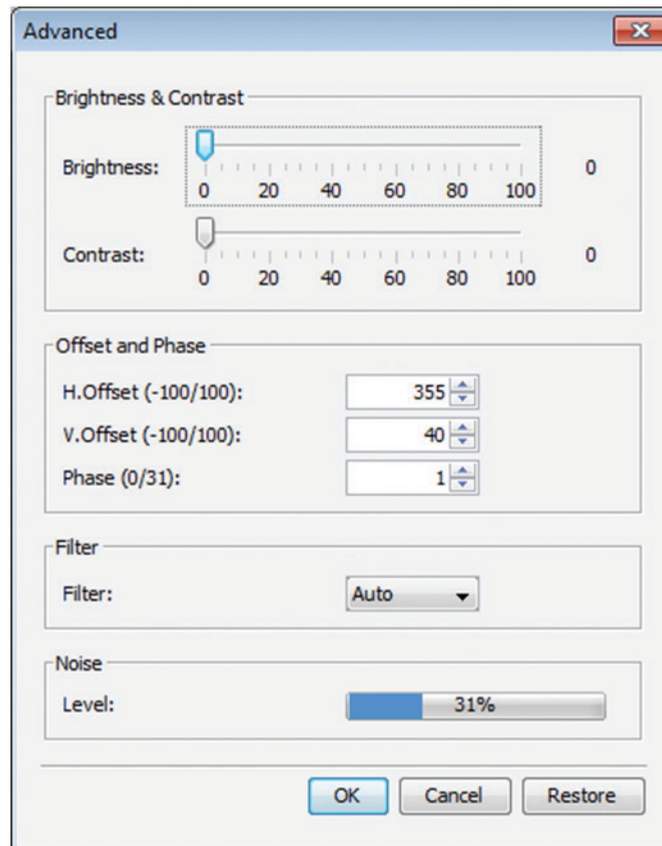 Advanced
Brightness & Contrast
Brightness:
0
0 20 40 60 80 100
Contrast:
0
0 20 40 60 80 100
Offset and Phase
H.Offset (-100/100): 355
V.Offset (-100/100): 40
Phase (0/31): 1
Filter
Filter: Auto
Noise
Level: 31%
OK Cancel Restore